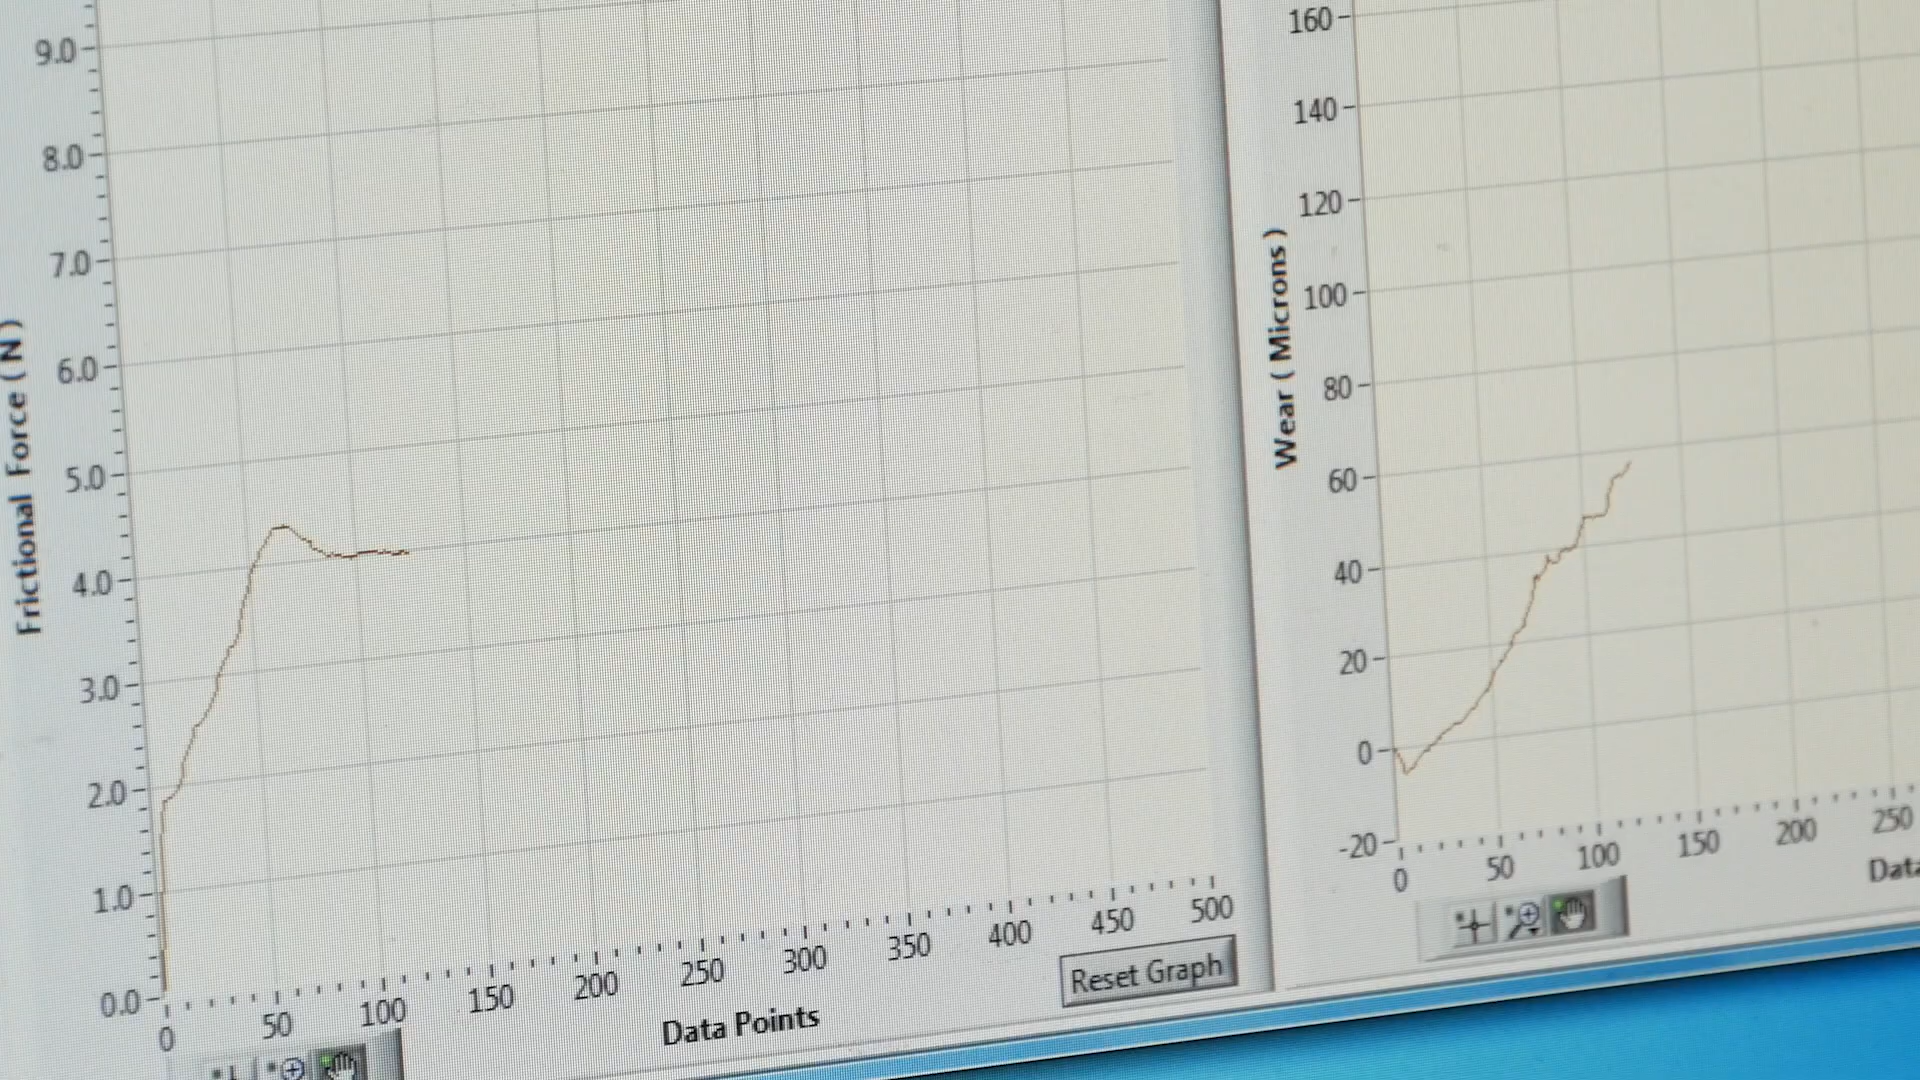 9.0
8.0
7.0
6.0
5.0
4.0
3.0
2.0
1.0
0.0
Frictional Force ( N )
0 50 100 150 200 250 300 350 400 450 500
Data Points
Reset Graph
160
140
120
100
80
60
40
20
0
-20
Wear ( Microns )
0 50 100 150 200 250
Data